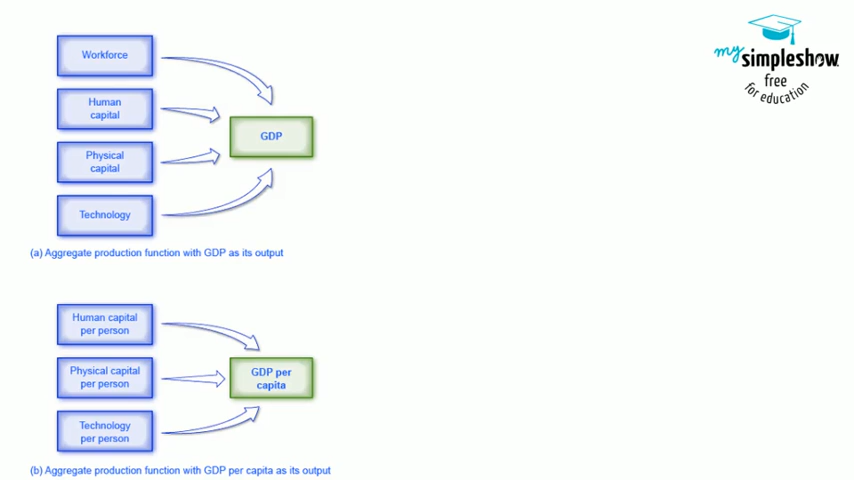 Workforce
Human
capital
Physical
capital
Technology
GDP
(a) Aggregate production function with GDP as its output
Human capital
per person
Physical capital
per person
Technology
per person
GDP per
capita
(b) Aggregate production function with GDP per capita as its output
my
simpleshow
free
for education